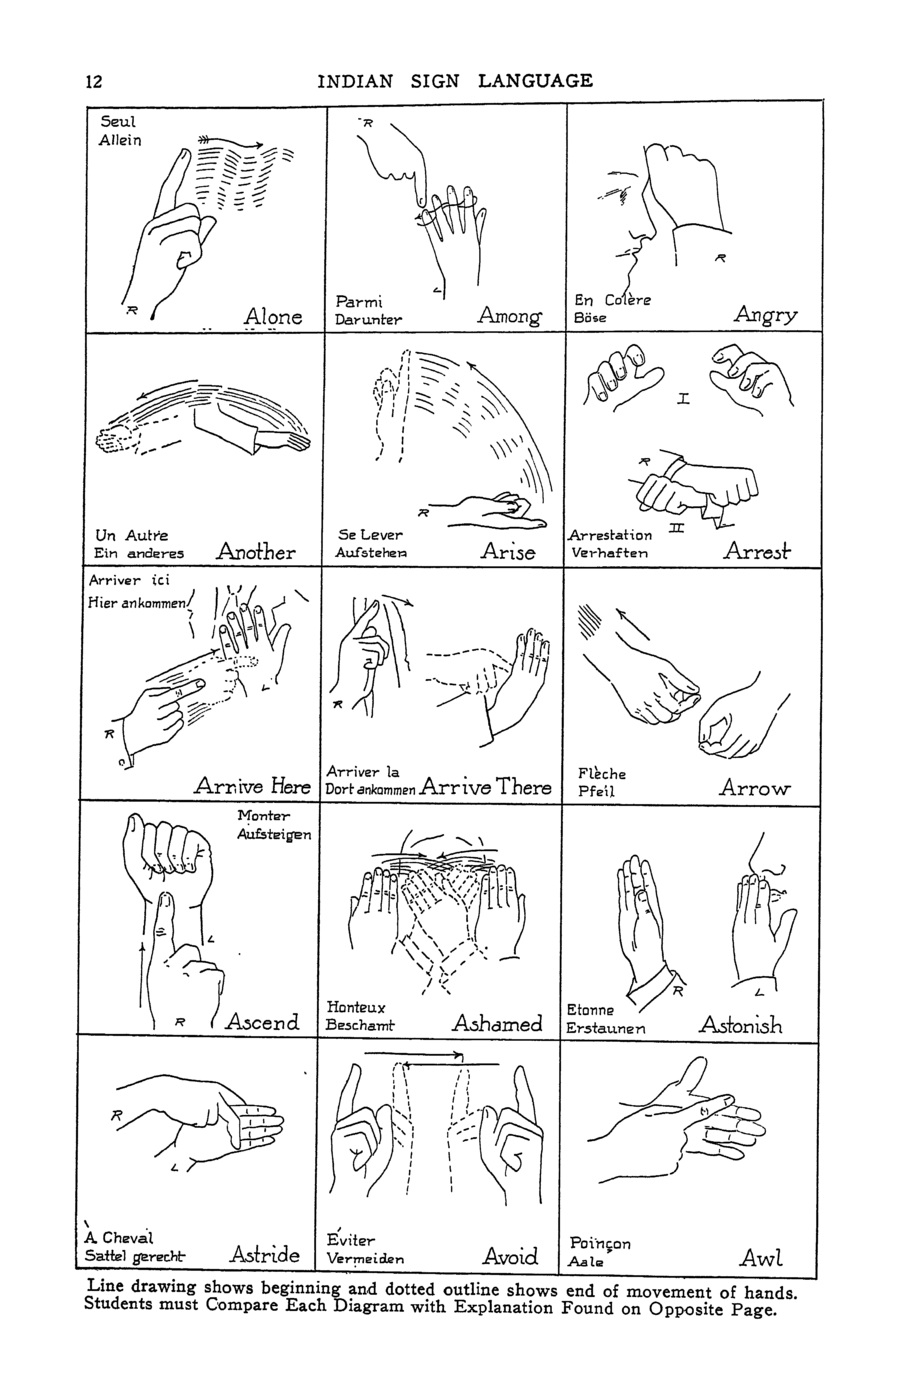 12 INDIAN SIGN LANGUAGE
Seul
Allein
R
Alone
R
L
Parmi
Darunter
Among
R
En Colère
Böse
Angry
Un Autre
Ein anderes
Another
R
Se Lever
Aufstehen
Arise
I
R
II
L
Arrestation
Verhaften
Arrest
Arriver ici
Hier ankommen
L
R
Arrive Here
R
Arriver la
Dort ankommen
Arrive There
Flèche
Pfeil
Arrow
Monter
Aufsteigen
L
R
Ascend
Honteux
Beschamt
Ashamed
R
L
Etonne
Erstaunen
Astonish
R
L
À Cheval
Sattel gerecht
Astride
Éviter
Vermeiden
Avoid
Poinçon
Aale
Awl
Line drawing shows beginning and dotted outline shows end of movement of hands.
Students must Compare Each Diagram with Explanation Found on Opposite Page.